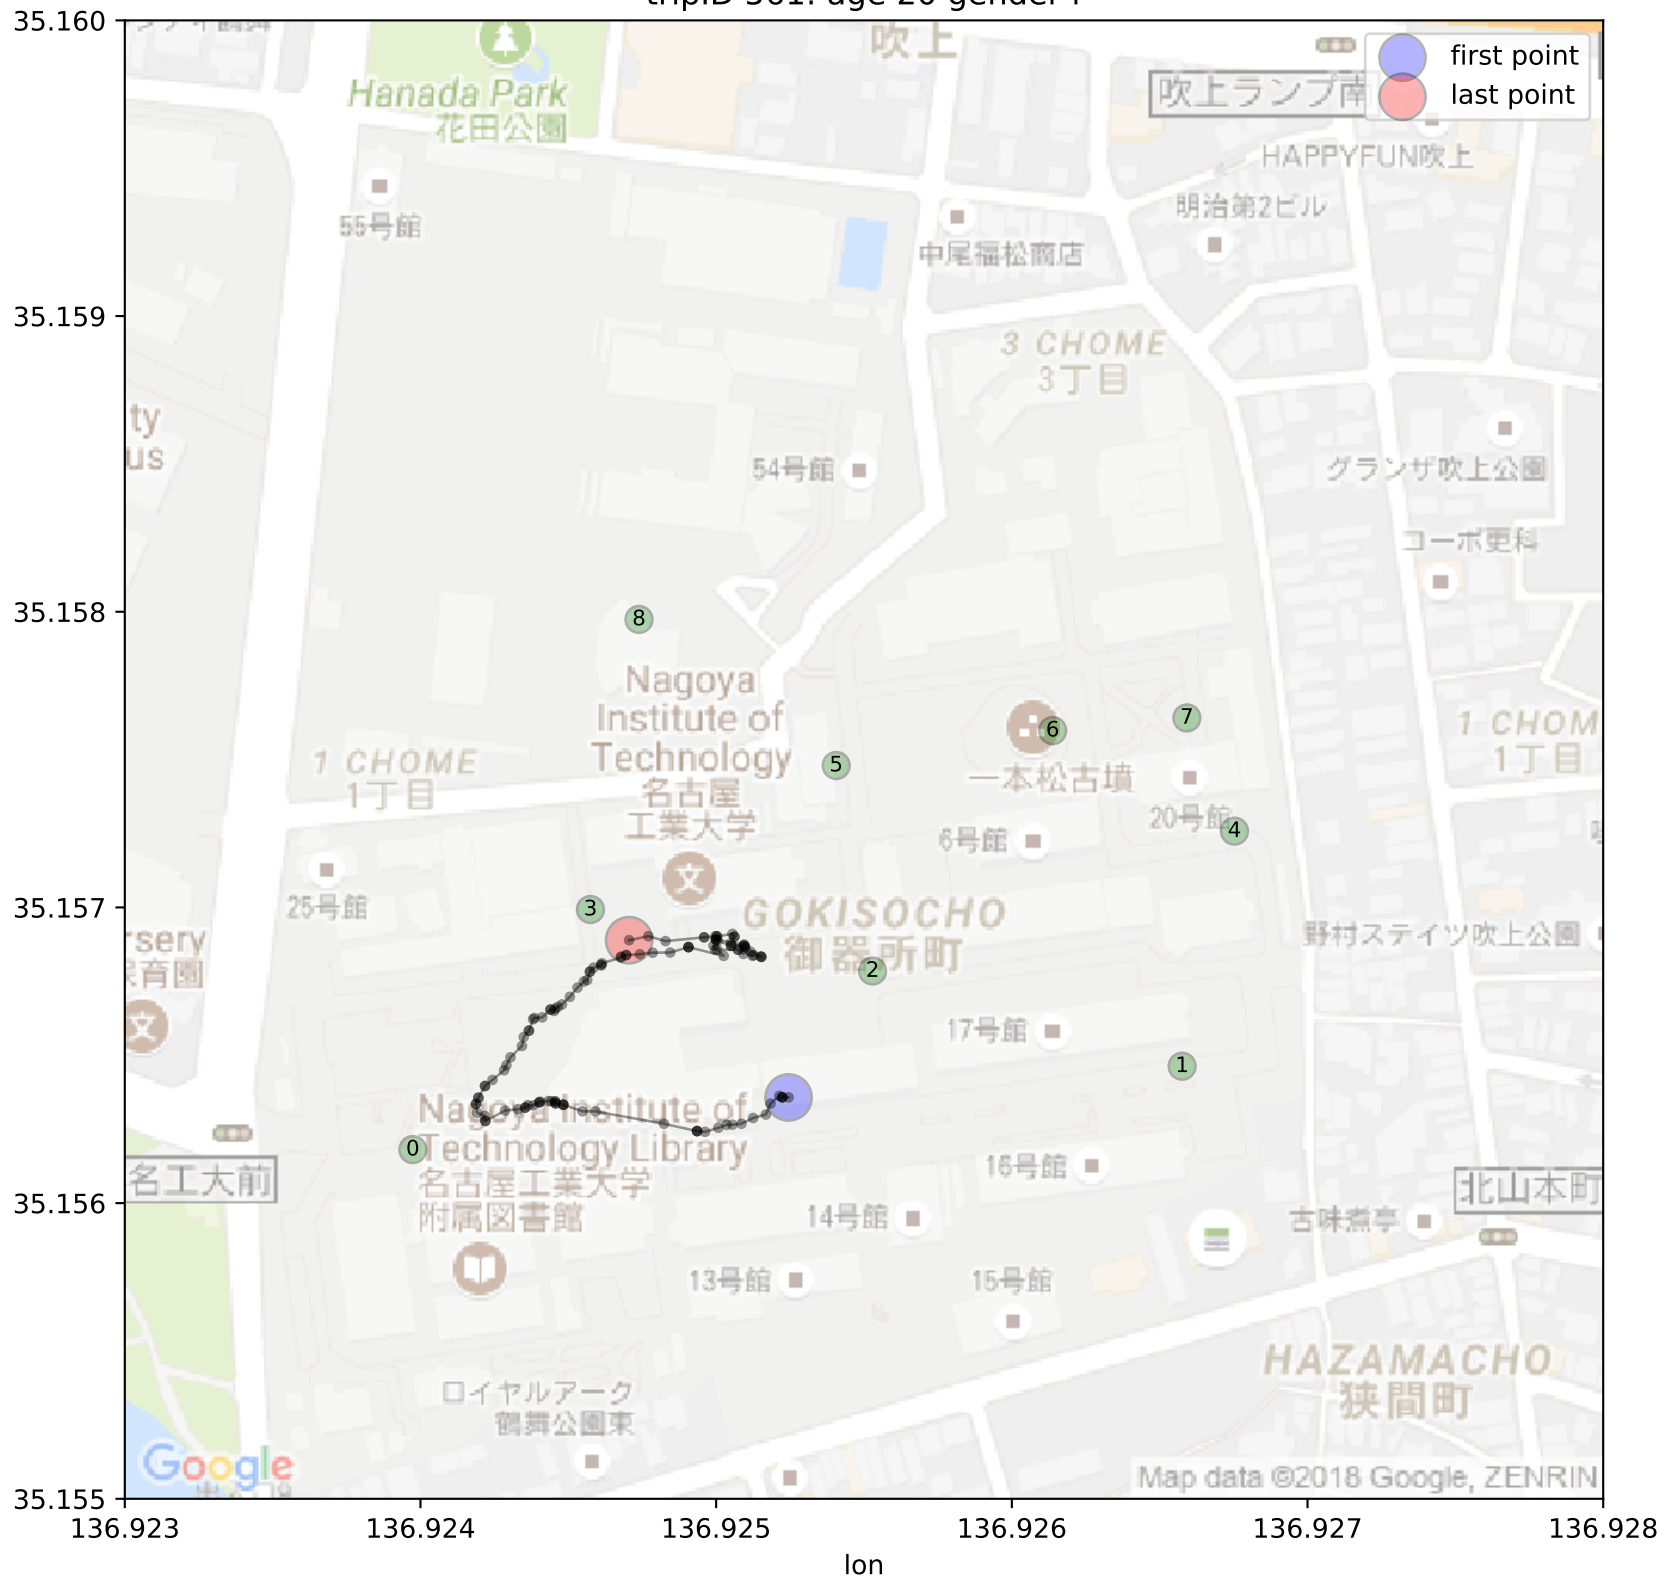 35.160
吹上
first point
last point
吹上ランプ南
Hanada Park
花田公園
HAPPYFUN吹上
55号館
明治第2ビル
中尾福松商店
35.159
3 CHOME
3丁目
ty
us
54号館
グランザ吹上公園
コーポ更科
35.158
8
Nagoya
Institute of
Technology
名古屋
工業大学
7
6
1 CHOM
1丁目
1 CHOME
1丁目
5
一本松古墳
20号館
4
6号館
25号館
35.157
3
GOKISOCHO
御器所町
rsery
育園
野村ステイツ吹上公園
2
17号館
1
Nagoya Institute of
Technology Library
名古屋工業大学
附属図書館
0
名工大前
16号館
北山本町
35.156
14号館
古味煮亭
13号館
15号館
HAZAMACHO
狭間町
ロイヤルアーク
鶴舞公園東
Google
Map data ©2018 Google, ZENRIN
35.155
136.923
136.924
136.925
136.926
136.927
136.928
lon